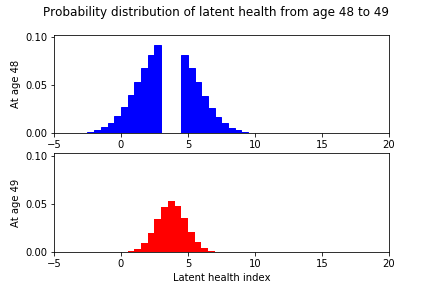 Probability distribution of latent health from age 48 to 49
0.10
0.05
0.00
At age 48
-5 0 5 10 15 20
0.10
0.05
0.00
At age 49
−5 0 5 10 15 20
Latent health index